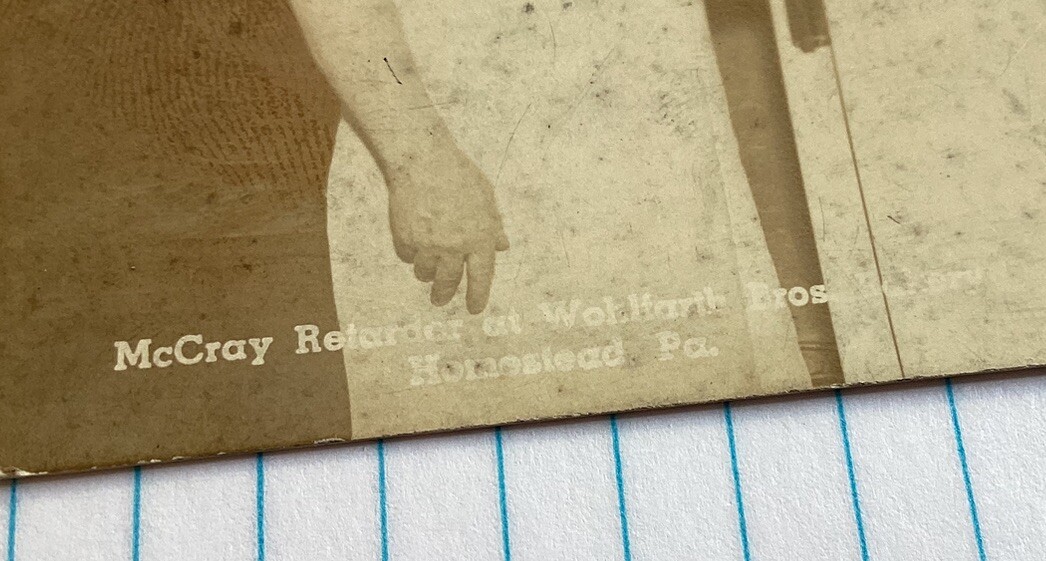 McCray Retarder at Wohlfarth Bros
Homestead Pa.